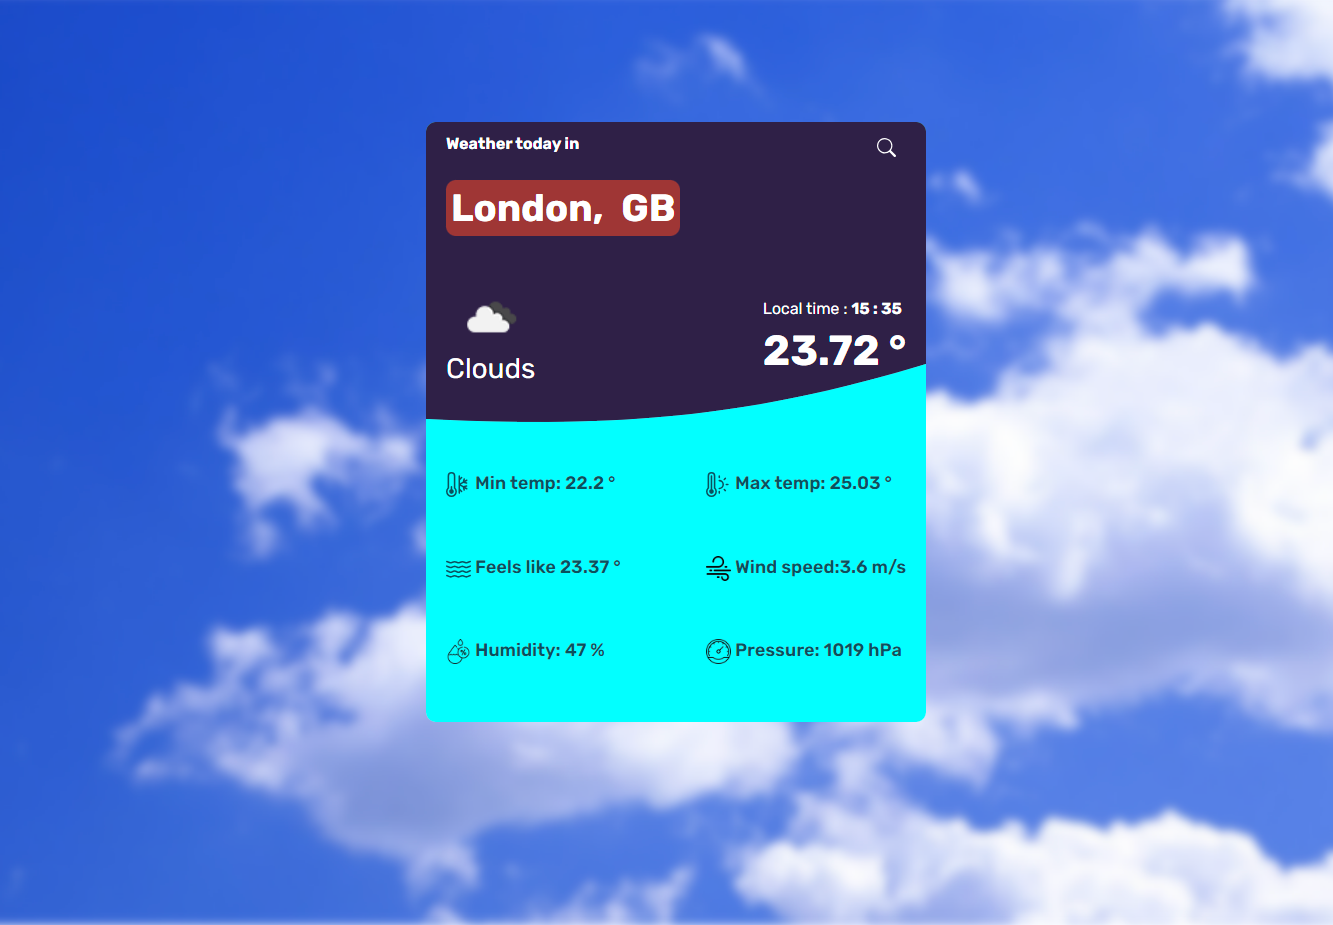 Weather today in
London,  GB
Local time : 15 : 35
23.72 °
Clouds
Min temp: 22.2 °
Max temp: 25.03 °
Feels like 23.37 °
Wind speed:3.6 m/s
Humidity: 47 %
Pressure: 1019 hPa